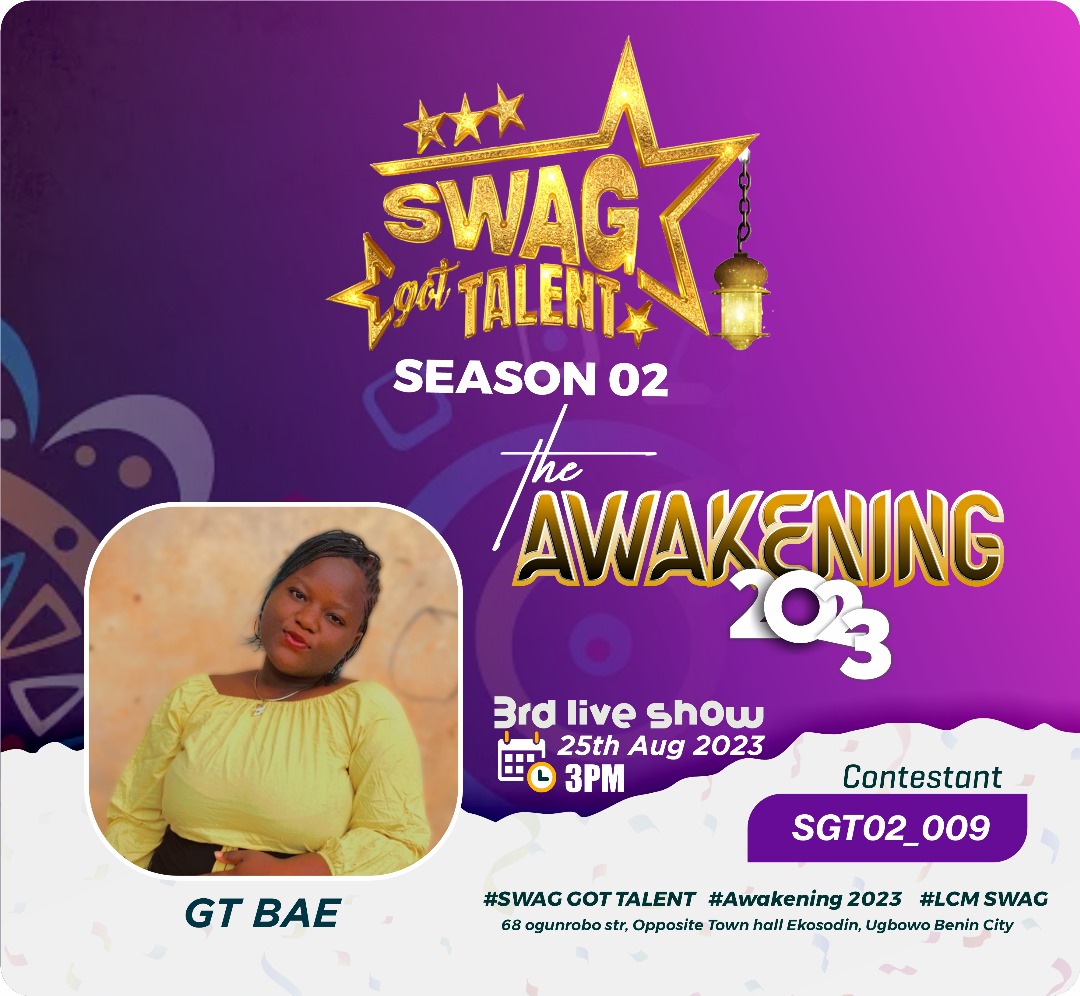 SWAG
got TALENT
SEASON 02
the
AWAKENING
2023
3rd live show
25th Aug 2023
3PM
Contestant
SGT02_009
GT BAE
#SWAG GOT TALENT #Awakening 2023 #LCM SWAG
68 ogunrobo str, Opposite Town hall Ekosodin, Ugbowo Benin City